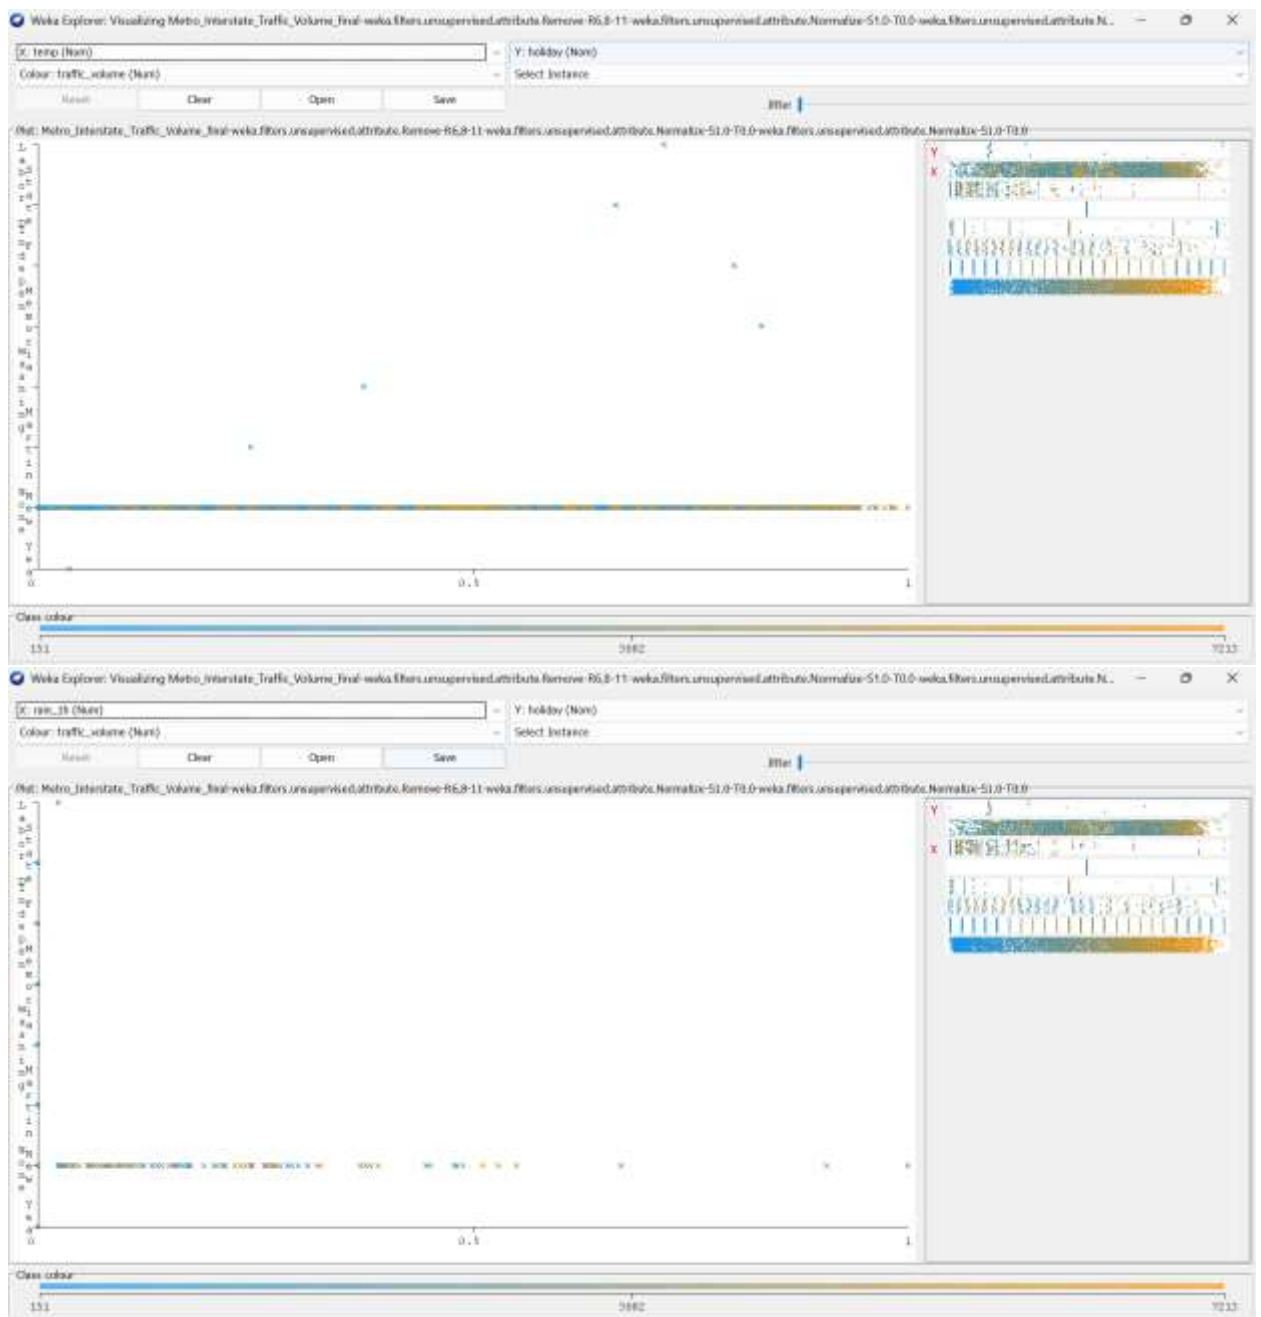 Weka Explorer: Visualizing Metro_Interstate_Traffic_Volume_final-weka.filters.unsupervised.attribute.Remove-R6,8-11-weka.filters.unsupervised.attribute.Normalize-S1.0-T0.0-weka.filters.unsupervised.attribute.N...
X: temp (Num)
Y: holiday (Nom)
Colour: traffic_volume (Num)
Select Instance
Reset
Clear
Open
Save
Jitter
Plot: Metro_Interstate_Traffic_Volume_final-weka.filters.unsupervised.attribute.Remove-R6,8-11-weka.filters.unsupervised.attribute.Normalize-S1.0-T0.0-weka.filters.unsupervised.attribute.Normalize-S1.0-T0.0
Y
X
0
0.5
1
Class colour
151
3682
7213
Weka Explorer: Visualizing Metro_Interstate_Traffic_Volume_final-weka.filters.unsupervised.attribute.Remove-R6,8-11-weka.filters.unsupervised.attribute.Normalize-S1.0-T0.0-weka.filters.unsupervised.attribute.N...
X: rain_1h (Num)
Y: holiday (Nom)
Colour: traffic_volume (Num)
Select Instance
Reset
Clear
Open
Save
Jitter
Plot: Metro_Interstate_Traffic_Volume_final-weka.filters.unsupervised.attribute.Remove-R6,8-11-weka.filters.unsupervised.attribute.Normalize-S1.0-T0.0-weka.filters.unsupervised.attribute.Normalize-S1.0-T0.0
Y
X
0
0.5
1
Class colour
151
3682
7213